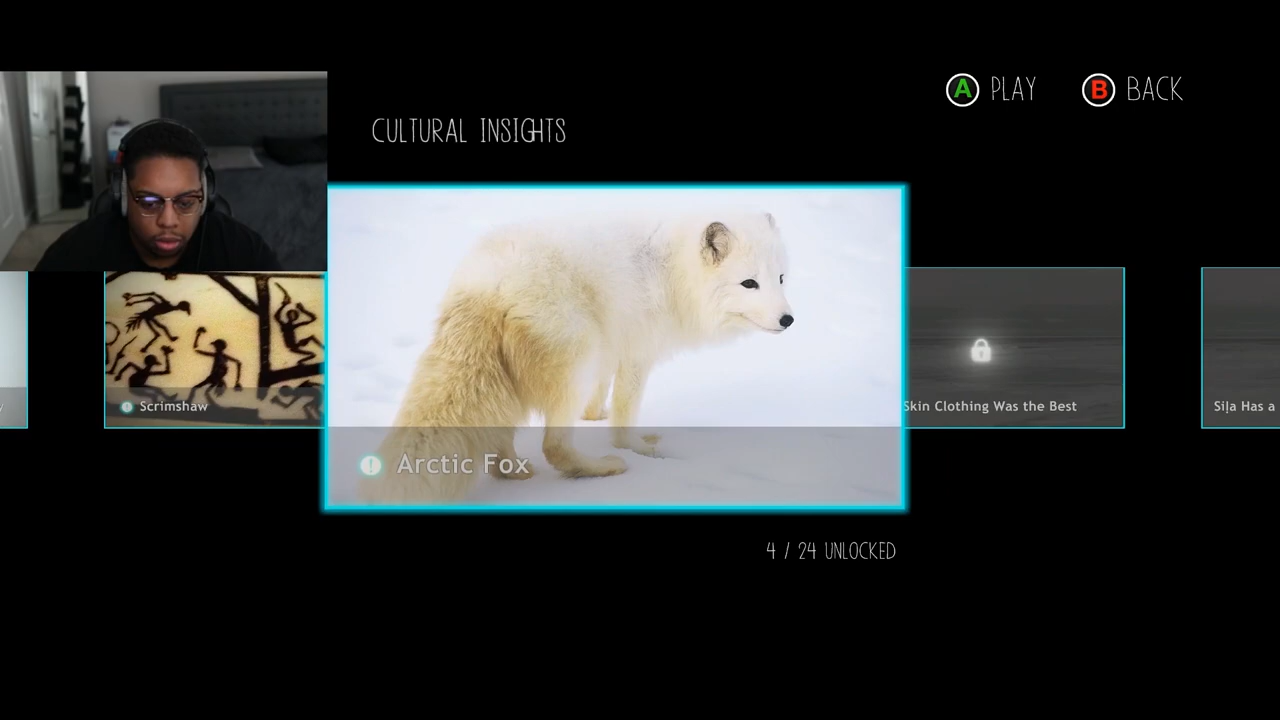 A PLAY B BACK
CULTURAL INSIGHTS
Scrimshaw
Skin Clothing Was the Best
Siḷa Has a
Arctic Fox
4 / 24 UNLOCKED